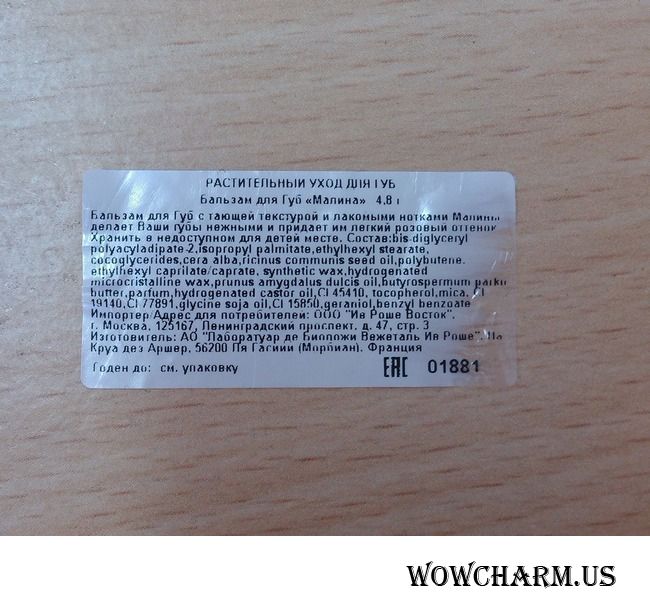 РАСТИТЕЛЬНЫЙ УХОД ДЛЯ ГУБ
Бальзам для Губ «Малина» 4,8 г
Бальзам для Губ с тающей текстурой и лакомыми нотками Малины
делает Ваши губы нежными и придает им легкий розовый оттенок
Хранить в недоступном для детей месте. Состав:bis-diglyceryl
polyacyladipate-2,isopropyl palmitate,ethylhexyl stearate,
cocoglycerides,cera alba,ricinus communis seed oil,polybutene.
ethylhexyl caprilate/caprate, synthetic wax,hydrogenated
microcristalline wax,prunus amygdalus dulcis oil,butyrospermum parkii
butter,parfum,hydrogenated castor oil,CI 45410, tocopherol,mica, CI
19140,CI 77891,glycine soja oil,CI 15850,geraniol,benzyl benzoate
Импортер/Адрес для потребителей: ООО "Ив Роше Восток".
г. Москва, 125167, Ленинградский проспект. д. 47, стр. 3
Изготовитель: АО "Лаборатуар де Биоложи Вежеталь Ив Роше". Ла
Круа дез Аршер, 56200 Ля Гасийи (Морбиан). Франция
Годен до: см. упаковку EAC 01881
WOWCHARM.US